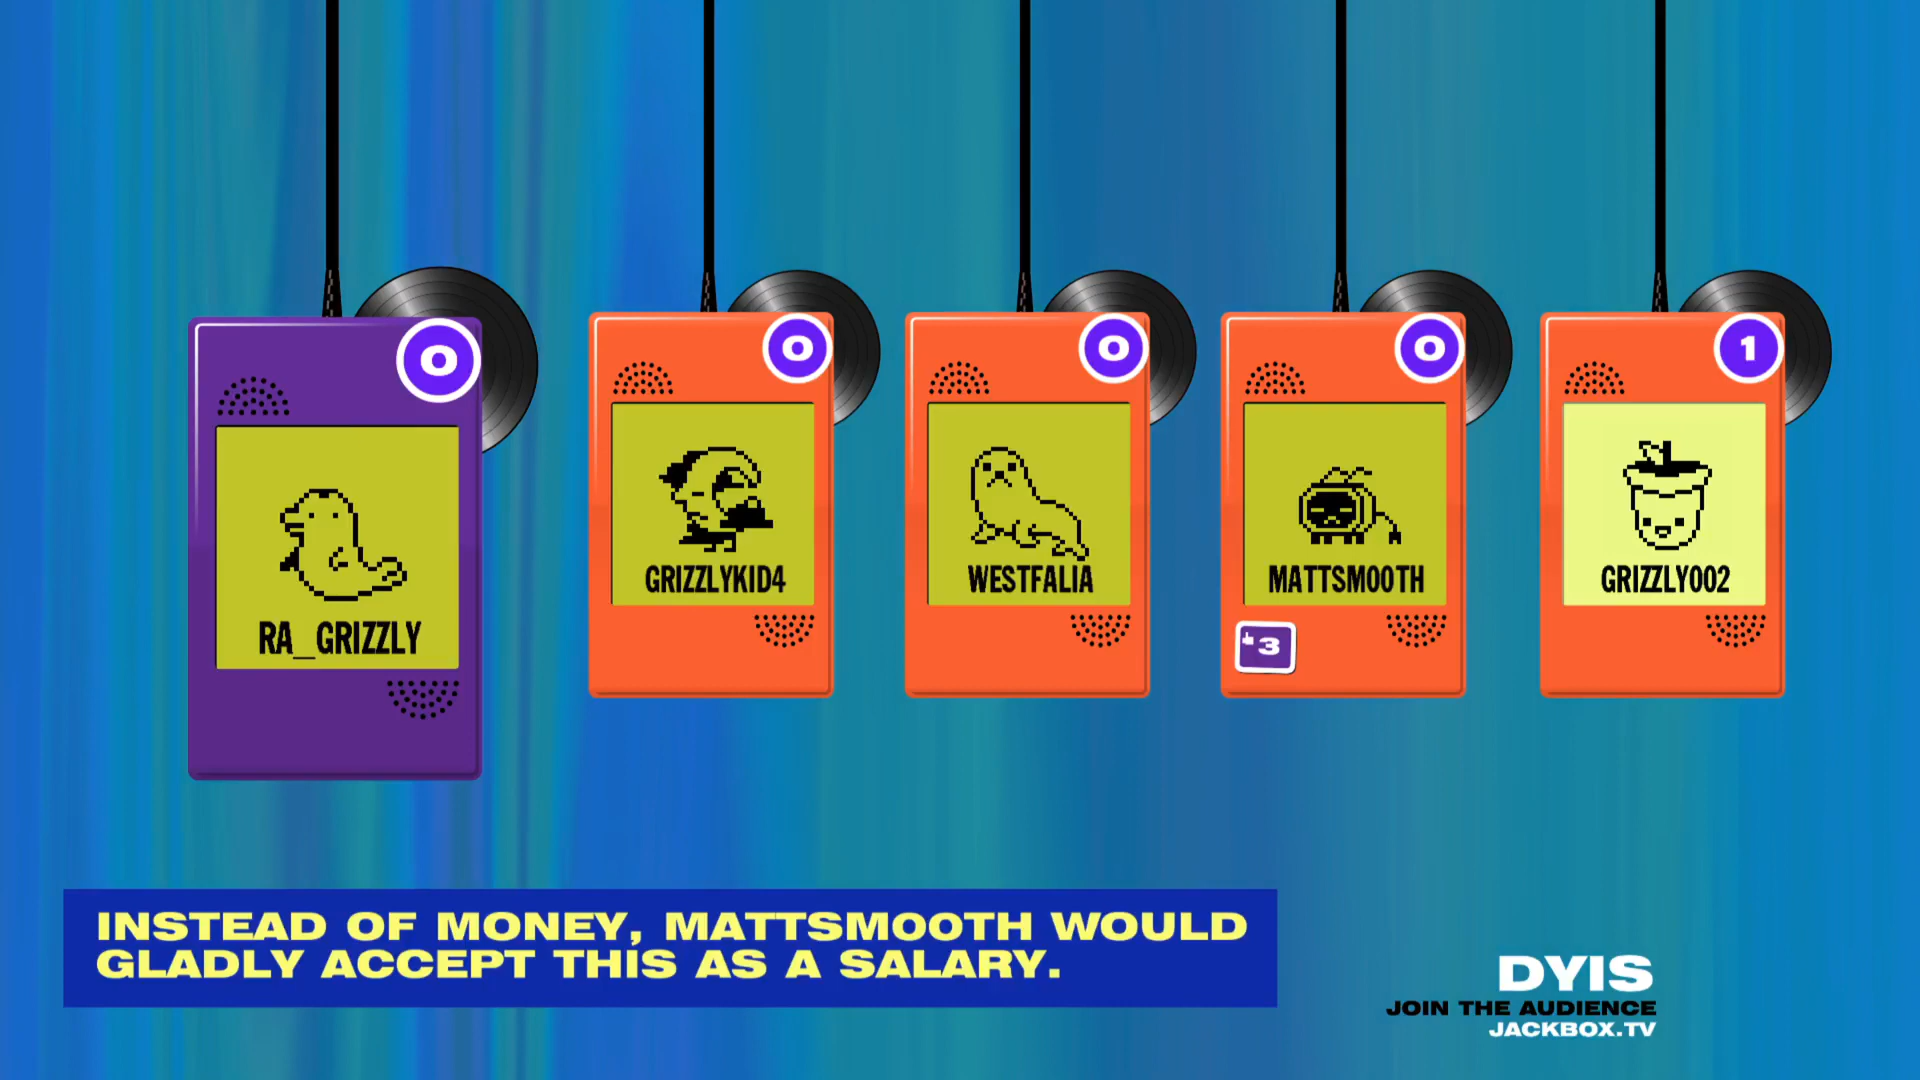 0
0
0
0
1
RA_GRIZZLY
GRIZZLYKID4
WESTFALIA
MATTSMOOTH
GRIZZLY002
3
INSTEAD OF MONEY, MATTSMOOTH WOULD
GLADLY ACCEPT THIS AS A SALARY.
DYIS
JOIN THE AUDIENCE
JACKBOX.TV